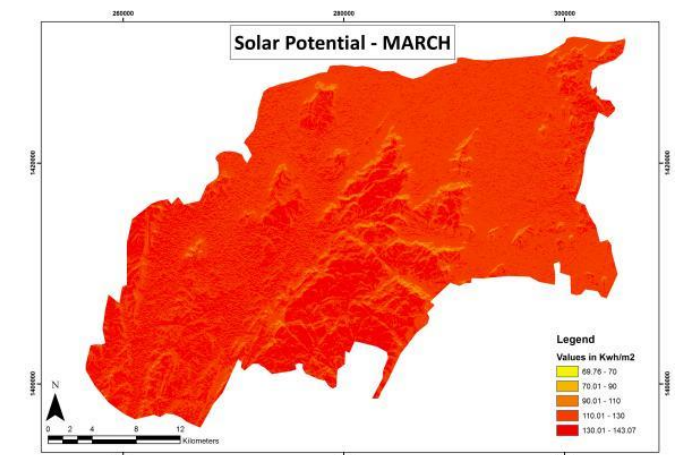 260000 280000 300000
Solar Potential - MARCH
1420000 1420000
1400000 1400000
Legend
Values in Kwh/m2
69.76 - 70
70.01 - 90
90.01 - 110
110.01 - 130
130.01 - 143.07
N
0 2 4 8 12
Kilometers